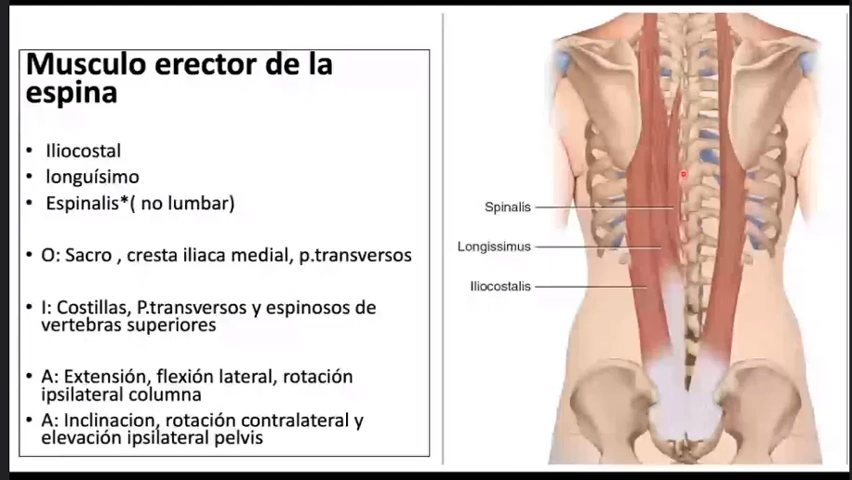 Musculo erector de la
espina
• Iliocostal
• longuísimo
• Espinalis*( no lumbar)
• O: Sacro , cresta iliaca medial, p.transversos
• I: Costillas, P.transversos y espinosos de
vertebras superiores
• A: Extensión, flexión lateral, rotación
ipsilateral columna
• A: Inclinacion, rotación contralateral y
elevación ipsilateral pelvis
Spinalis
Longissimus
Iliocostalis